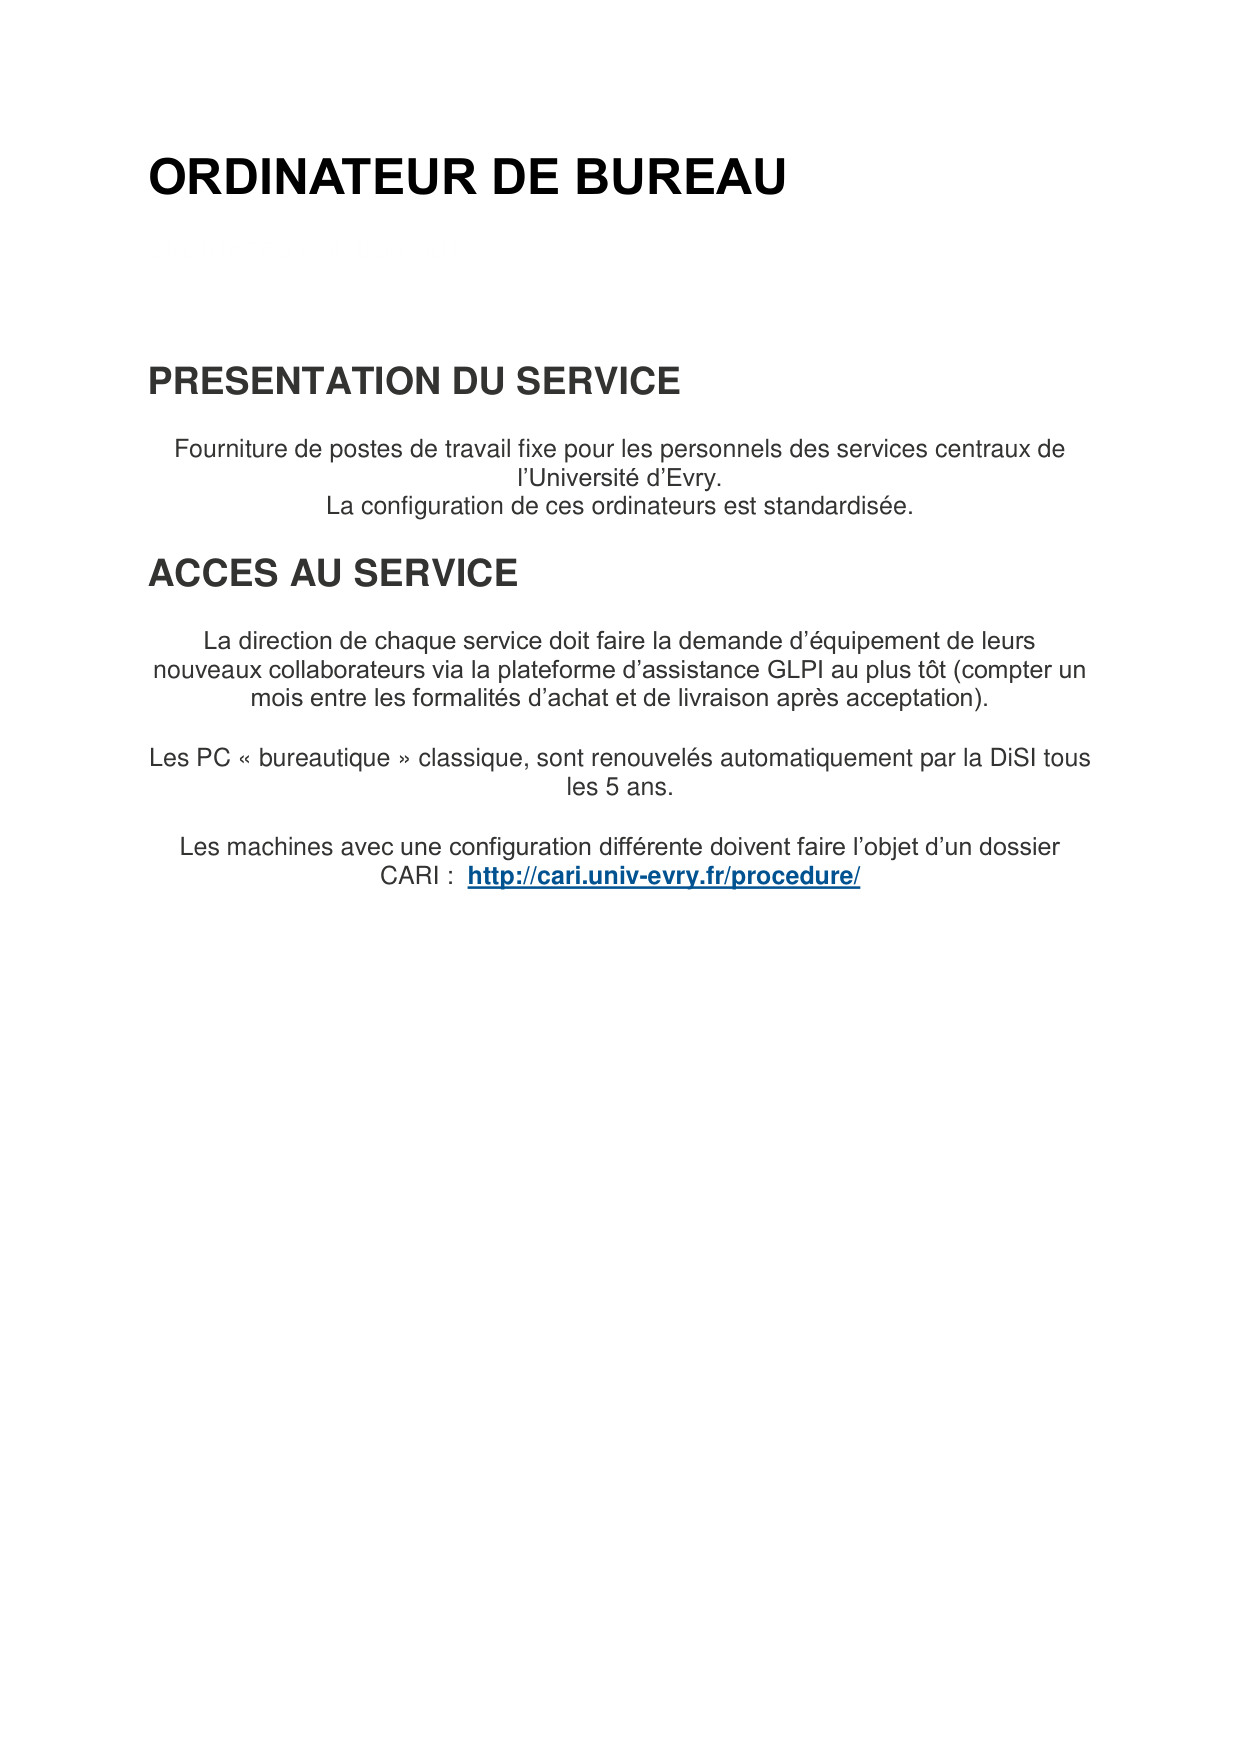 ORDINATEUR DE BUREAU
PRESENTATION DU SERVICE
Fourniture de postes de travail fixe pour les personnels des services centraux de
l’Université d’Evry.
La configuration de ces ordinateurs est standardisée.
ACCES AU SERVICE
La direction de chaque service doit faire la demande d’équipement de leurs
nouveaux collaborateurs via la plateforme d’assistance GLPI au plus tôt (compter un
mois entre les formalités d’achat et de livraison après acceptation).
Les PC « bureautique » classique, sont renouvelés automatiquement par la DiSI tous
les 5 ans.
Les machines avec une configuration différente doivent faire l’objet d’un dossier
CARI :  http://cari.univ-evry.fr/procedure/